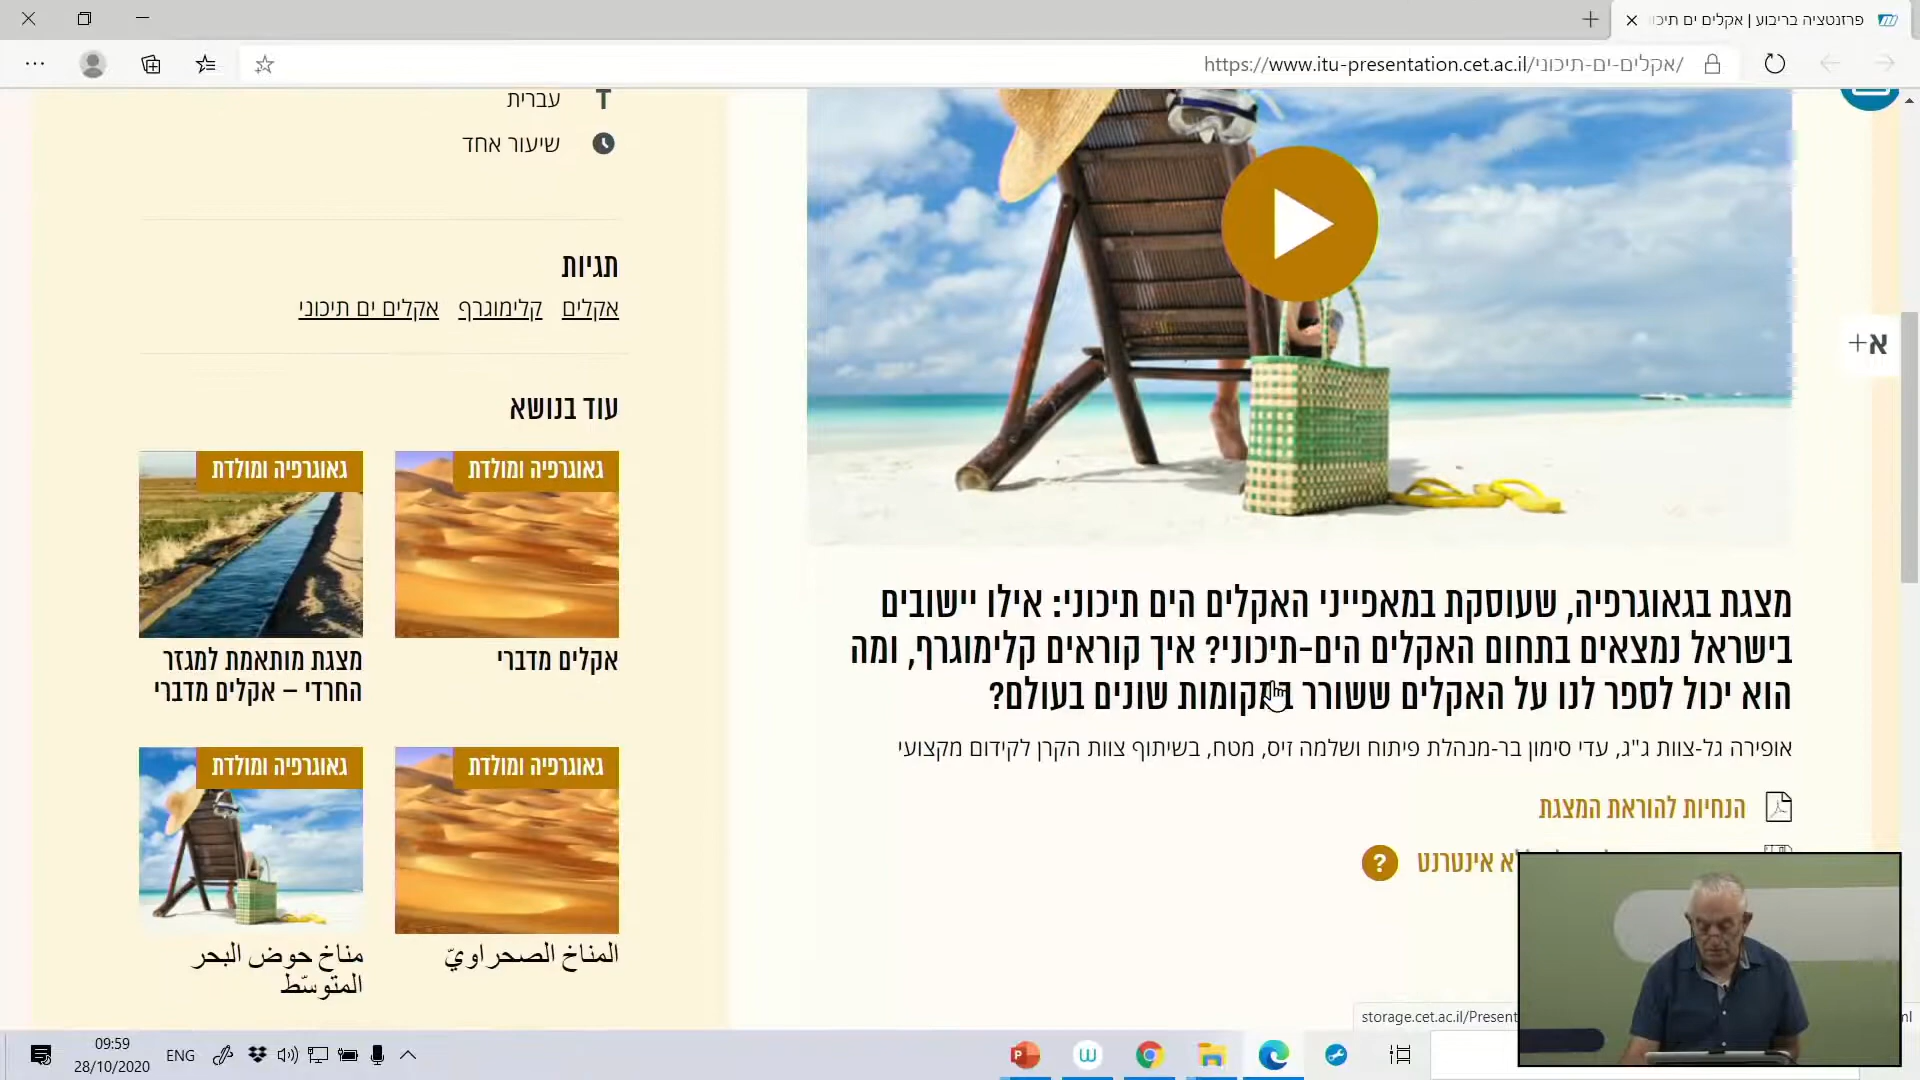 פרזנטציה בריבוע | אקלים ים תיכו
https://www.itu-presentation.cet.ac.il/אקלים-ים-תיכוני/
עברית
שיעור אחד
תגיות
אקלים קלימוגרף אקלים ים תיכוני
עוד בנושא
גאוגרפיה ומולדת
אקלים מדברי
גאוגרפיה ומולדת
מצגת מותאמת למגזר
החרדי – אקלים מדברי
גאוגרפיה ומולדת
المناخ الصحراويّ
גאוגרפיה ומולדת
مناخ حوض البحر
المتوسّط
א+
מצגת בגאוגרפיה, שעוסקת במאפייני האקלים הים תיכוני: אילו יישובים
בישראל נמצאים בתחום האקלים הים-תיכוני? איך קוראים קלימוגרף, ומה
הוא יכול לספר לנו על האקלים ששורר במקומות שונים בעולם?
אופירה גל-צוות ג"ג, עדי סימון בר-מנהלת פיתוח ושלמה זיס, מטח, בשיתוף צוות הקרן לקידום מקצועי
הנחיות להוראת המצגת
ללא אינטרנט
?
storage.cet.ac.il/Present
ENG
09:59
28/10/2020